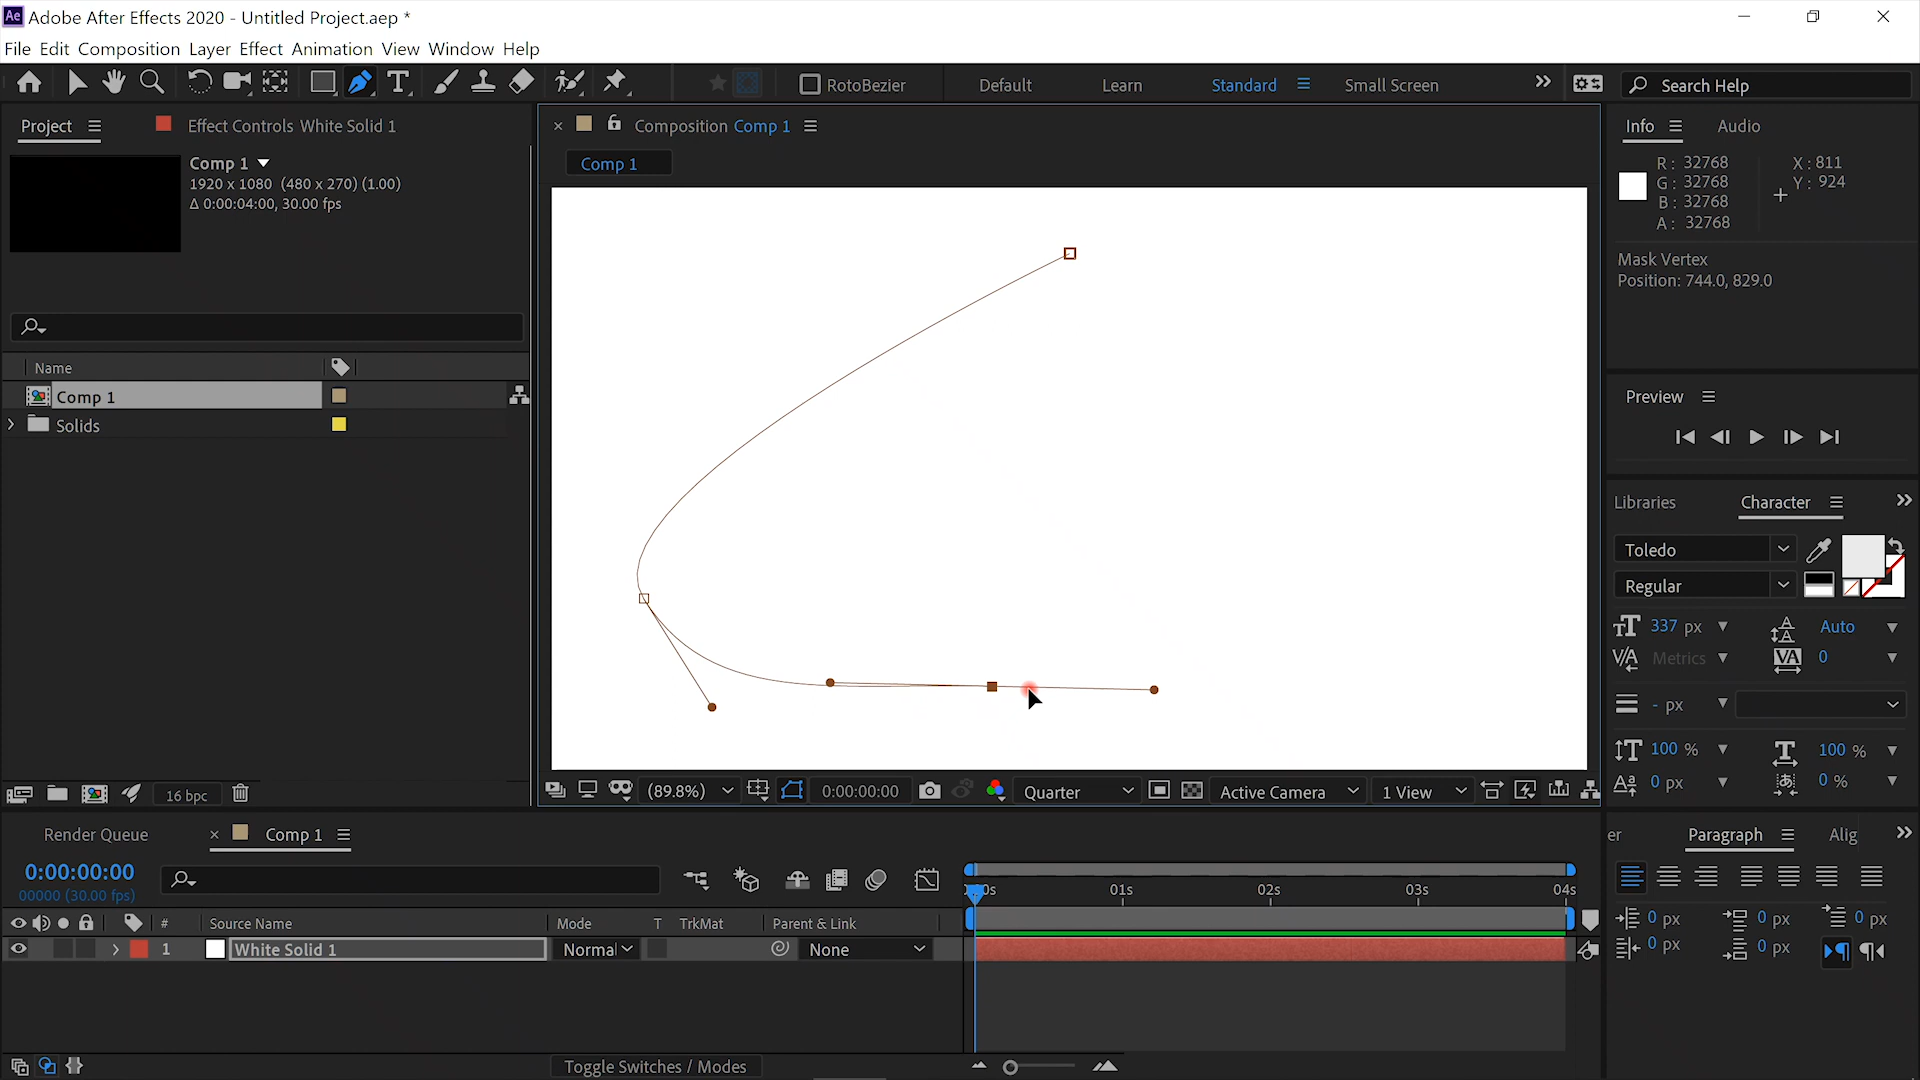 Ae Adobe After Effects 2020 - Untitled Project.aep *
File Edit Composition Layer Effect Animation View Window Help
RotoBezier Default Learn Standard Small Screen Search Help
Project Effect Controls White Solid 1
Composition Comp 1
Info Audio
Comp 1
Comp 1
1920 x 1080 (480 x 270) (1.00)
Δ 0:00:04:00, 30.00 fps
R: 32768 X: 811
G: 32768 Y: 924
B: 32768
A: 32768
Mask Vertex
Position: 744.0, 829.0
Name
Comp 1
Solids
Preview
Libraries Character
Toledo
Regular
337 px Auto
Metrics 0
- px
100 % 100 %
0 px 0 %
16 bpc
(89.8%) 0:00:00:00 Quarter Active Camera 1 View
Render Queue Comp 1
er Paragraph Alig
0:00:00:00
00000 (30.00 fps)
00s 01s 02s 03s 04s
# Source Name Mode T TrkMat Parent & Link
1 White Solid 1 Normal None
0 px 0 px 0 px
0 px 0 px
Toggle Switches / Modes